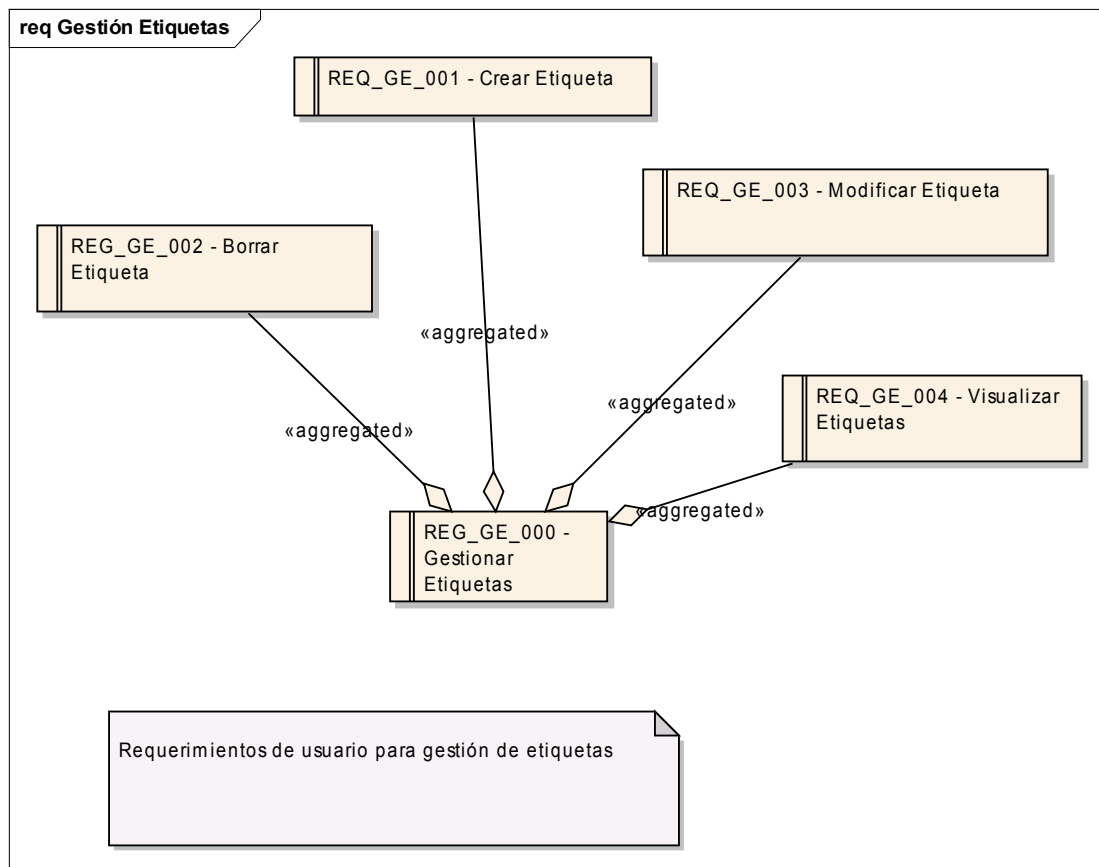 req Gestión Etiquetas
REQ_GE_001 - Crear Etiqueta
REQ_GE_003 - Modificar Etiqueta
REG_GE_002 - Borrar
Etiqueta
«aggregated»
REQ_GE_004 - Visualizar
Etiquetas
«aggregated»
«aggregated»
«aggregated»
REG_GE_000 -
Gestionar
Etiquetas
Requerimientos de usuario para gestión de etiquetas